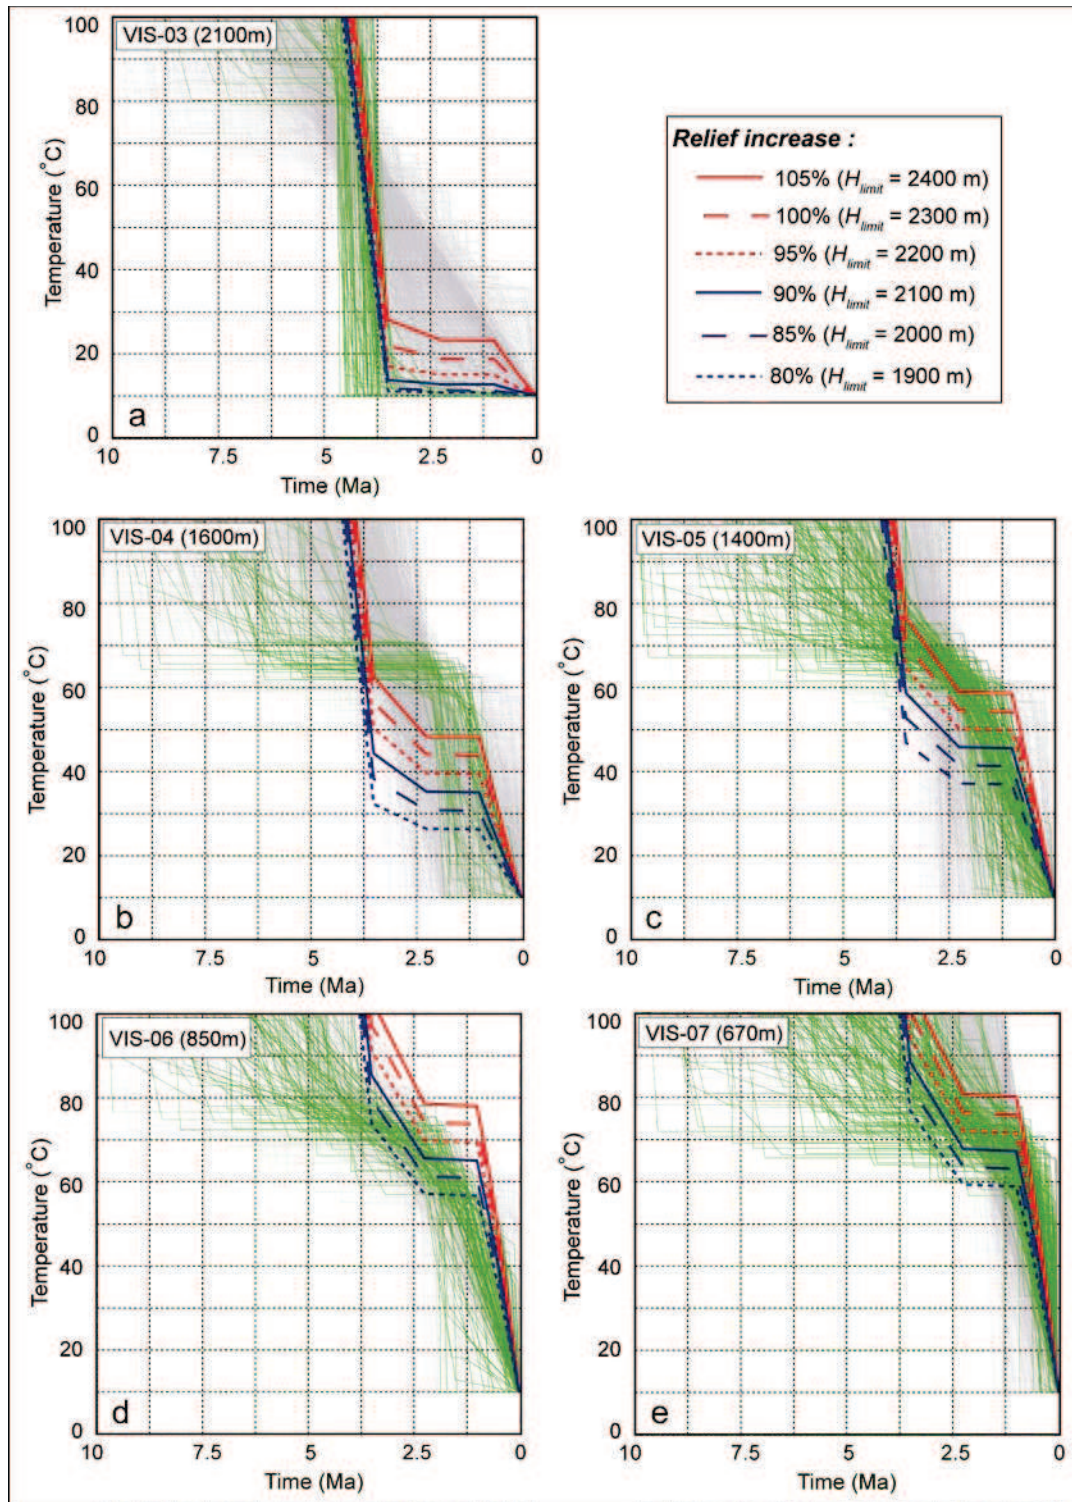 VIS-03 (2100m)
100
80
60
40
20
0
Temperature (°C)
a
10
7.5
5
2.5
0
Time (Ma)
Relief increase :
105% (Hlimit = 2400 m)
100% (Hlimit = 2300 m)
95% (Hlimit = 2200 m)
90% (Hlimit = 2100 m)
85% (Hlimit = 2000 m)
80% (Hlimit = 1900 m)
VIS-04 (1600m)
100
80
60
40
20
0
Temperature (°C)
b
10
7.5
5
2.5
0
Time (Ma)
VIS-05 (1400m)
100
80
60
40
20
0
Temperature (°C)
c
10
7.5
5
2.5
0
Time (Ma)
VIS-06 (850m)
100
80
60
40
20
0
Temperature (°C)
d
10
7.5
5
2.5
0
Time (Ma)
VIS-07 (670m)
100
80
60
40
20
0
Temperature (°C)
e
10
7.5
5
2.5
0
Time (Ma)